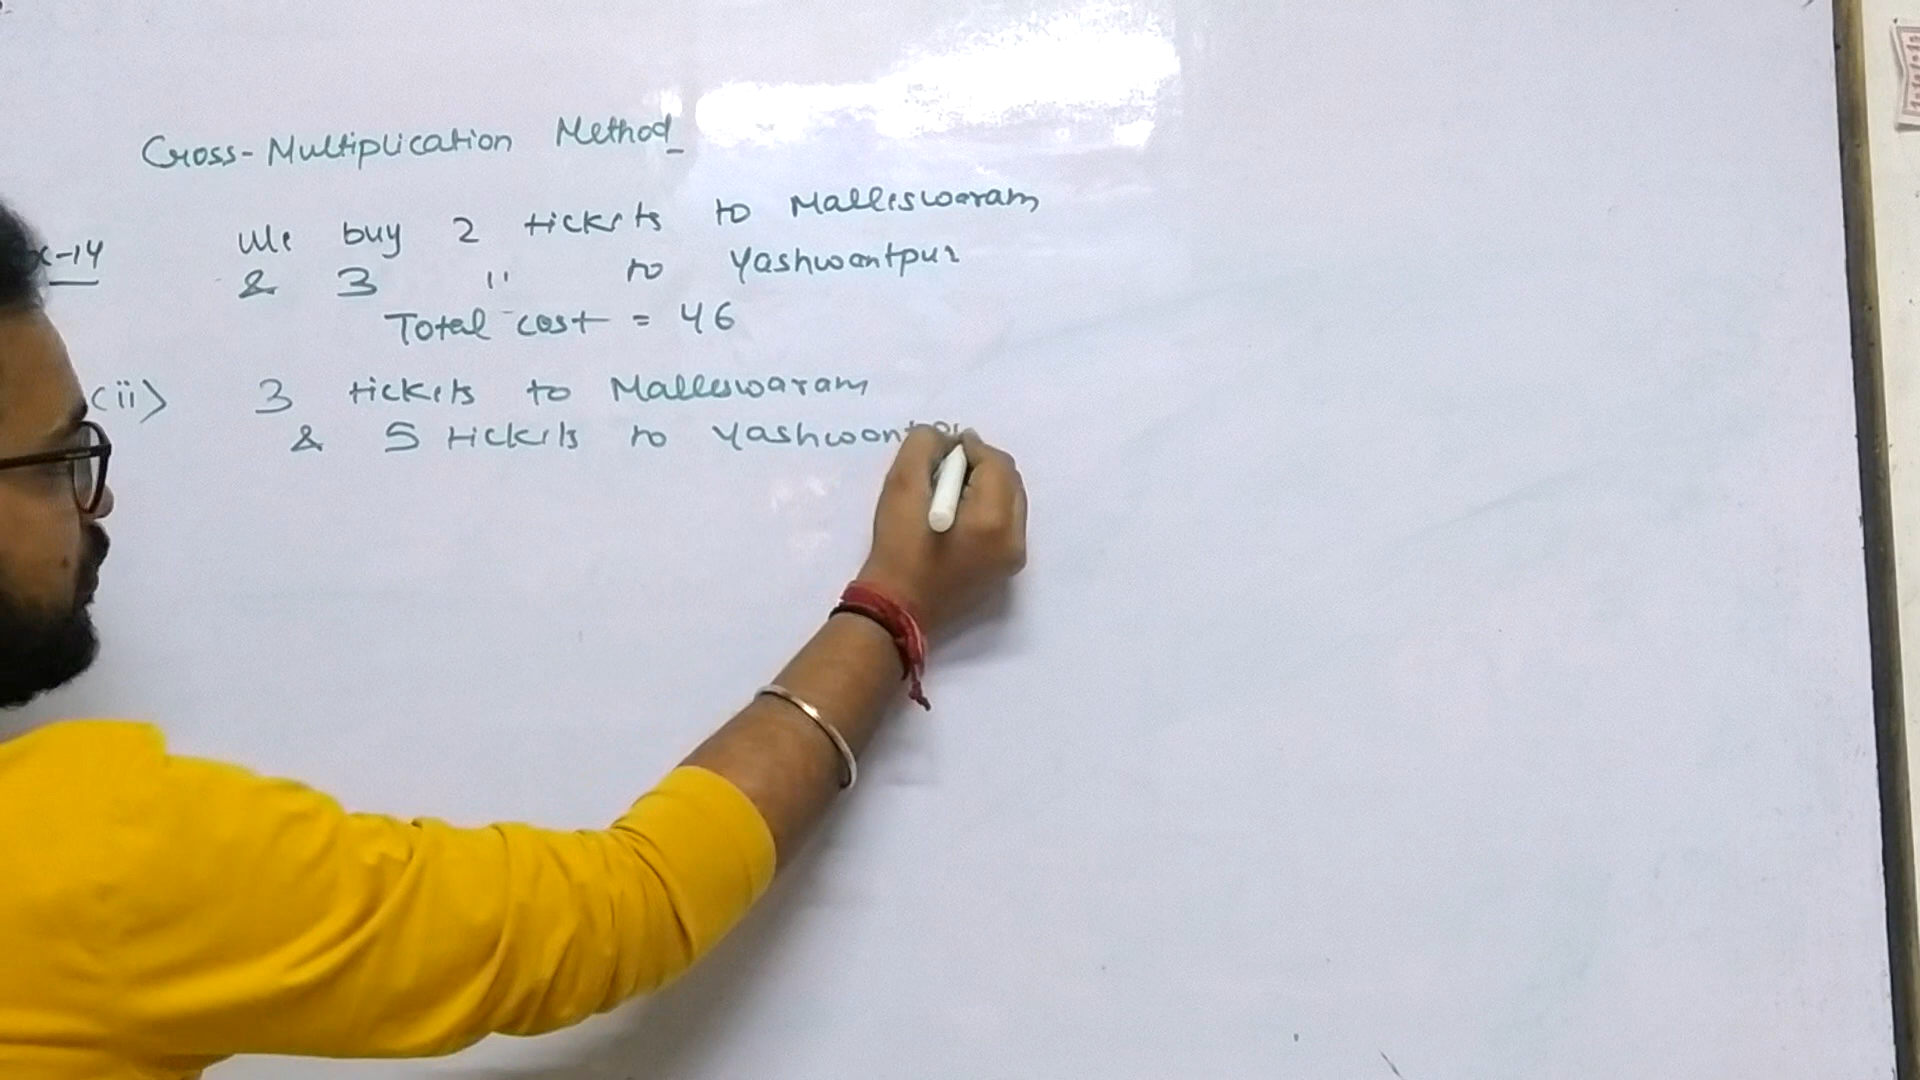 Cross-Multiplication Method
x-14 We buy 2 tickets to Malleswaram
& 3 " to Yashwantpur
Total cost = 46
(ii) 3 tickets to Malleswaram
& 5 tickets to